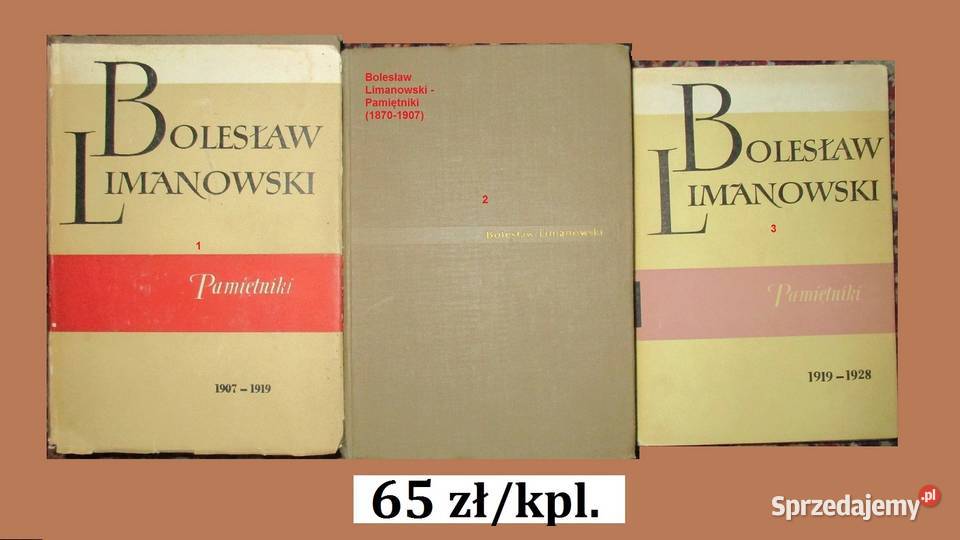 BOLESŁAW
LIMANOWSKI
1
Pamiętniki
1907-1919
Bolesław
Limanowski -
Pamiętniki
(1870-1907)
2
Bolesław Limanowski
BOLESŁAW
LIMANOWSKI
3
Pamiętniki
1919-1928
65 zł/kpl.
Sprzedajemy.pl